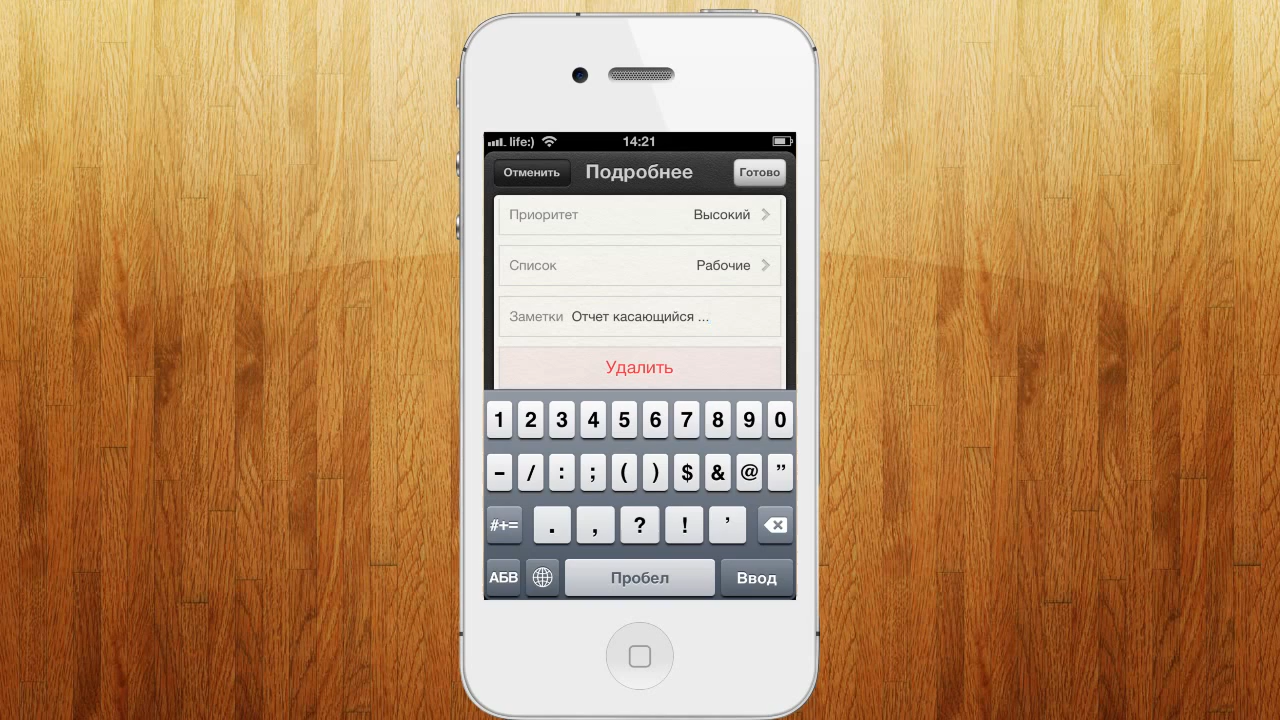 life:) 14:21
Отменить Подробнее Готово
Приоритет Высокий
Список Рабочие
Заметки Отчет касающийся ...
Удалить
1 2 3 4 5 6 7 8 9 0
- / : ; ( ) $ & @ ”
#+= . , ? ! ’
АБВ Пробел Ввод